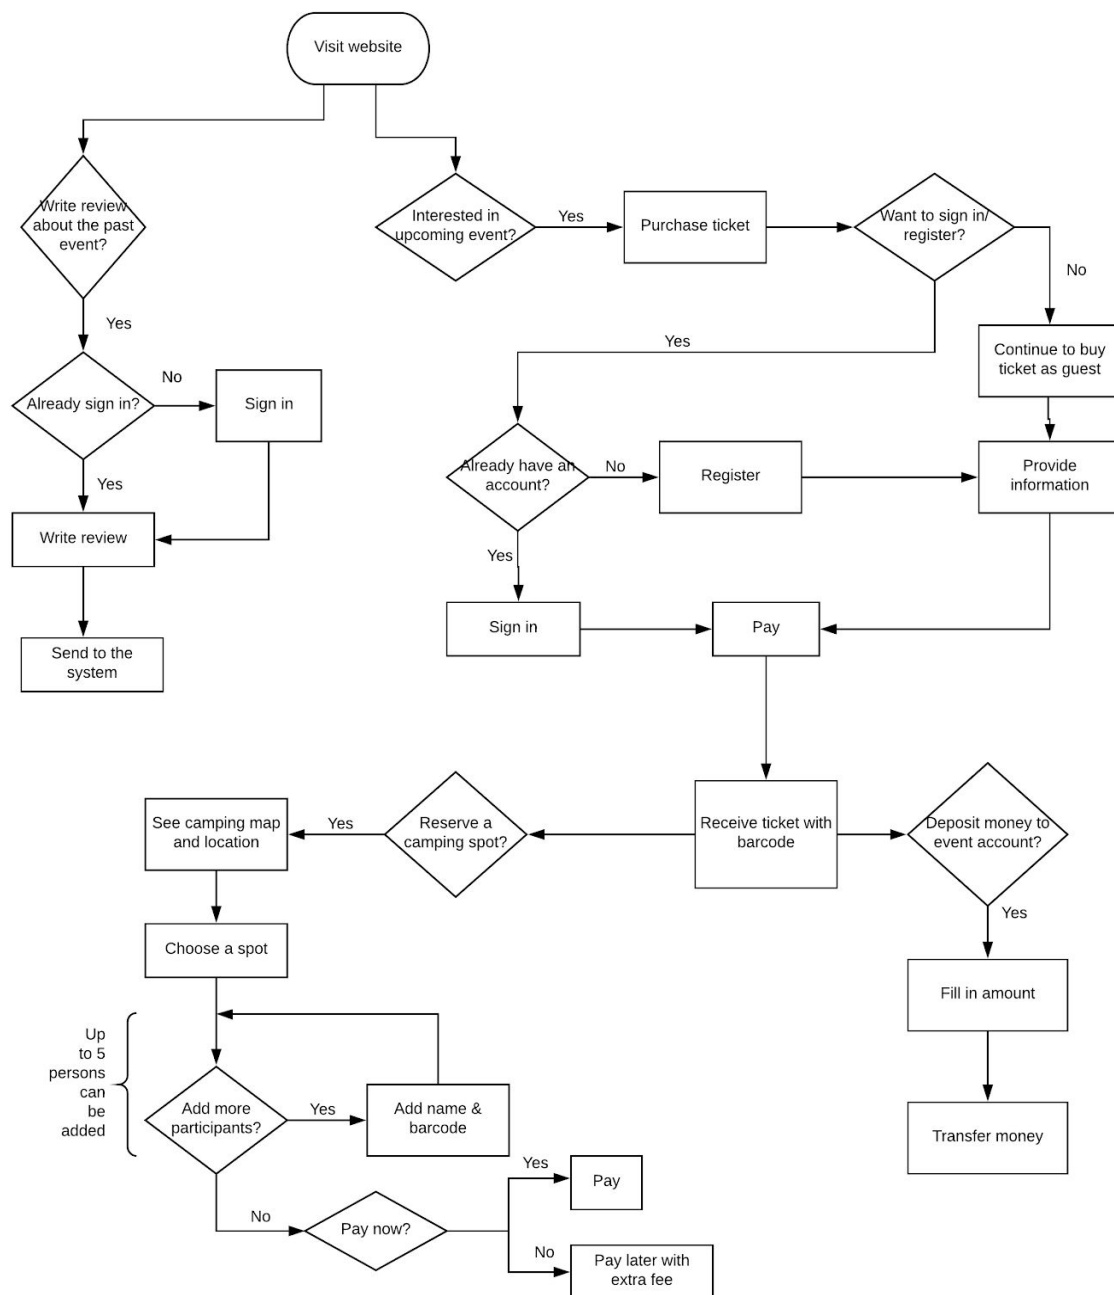 Visit website
Write review
about the past
event?
Interested in
upcoming event?
Yes
Purchase ticket
Want to sign in/
register?
No
Yes
Yes
Continue to buy
ticket as guest
Already sign in?
No
Sign in
Yes
Already have an
account?
No
Register
Provide
information
Write review
Yes
Sign in
Pay
Send to the
system
See camping map
and location
Yes
Reserve a
camping spot?
Receive ticket with
barcode
Deposit money to
event account?
Yes
Choose a spot
Fill in amount
Up
to 5
persons
can
be
added
Add more
participants?
Yes
Add name &
barcode
Transfer money
No
Pay now?
Yes
Pay
No
Pay later with
extra fee